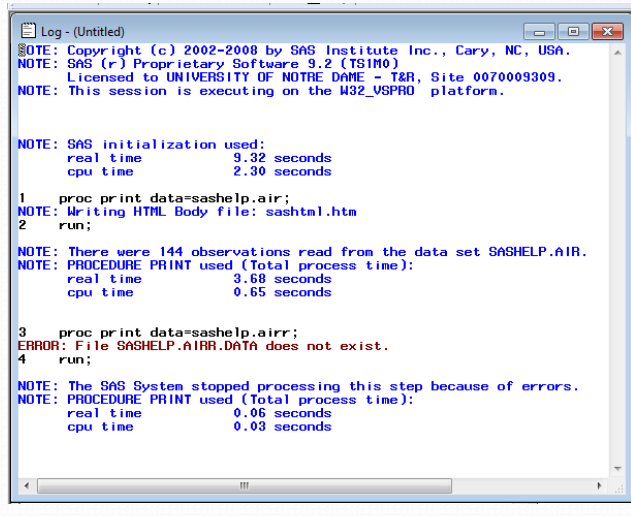 Log - (Untitled)
NOTE: Copyright (c) 2002-2008 by SAS Institute Inc., Cary, NC, USA.
NOTE: SAS (r) Proprietary Software 9.2 (TS1M0)
      Licensed to UNIVERSITY OF NOTRE DAME - T&R, Site 0070009309.
NOTE: This session is executing on the W32_VSPRO  platform.
NOTE: SAS initialization used:
      real time           9.32 seconds
      cpu time            2.30 seconds
1    proc print data=sashelp.air;
NOTE: Writing HTML Body file: sashtml.htm
2    run;
NOTE: There were 144 observations read from the data set SASHELP.AIR.
NOTE: PROCEDURE PRINT used (Total process time):
      real time           3.68 seconds
      cpu time            0.65 seconds
3    proc print data=sashelp.airr;
ERROR: File SASHELP.AIRR.DATA does not exist.
4    run;
NOTE: The SAS System stopped processing this step because of errors.
NOTE: PROCEDURE PRINT used (Total process time):
      real time           0.06 seconds
      cpu time            0.03 seconds